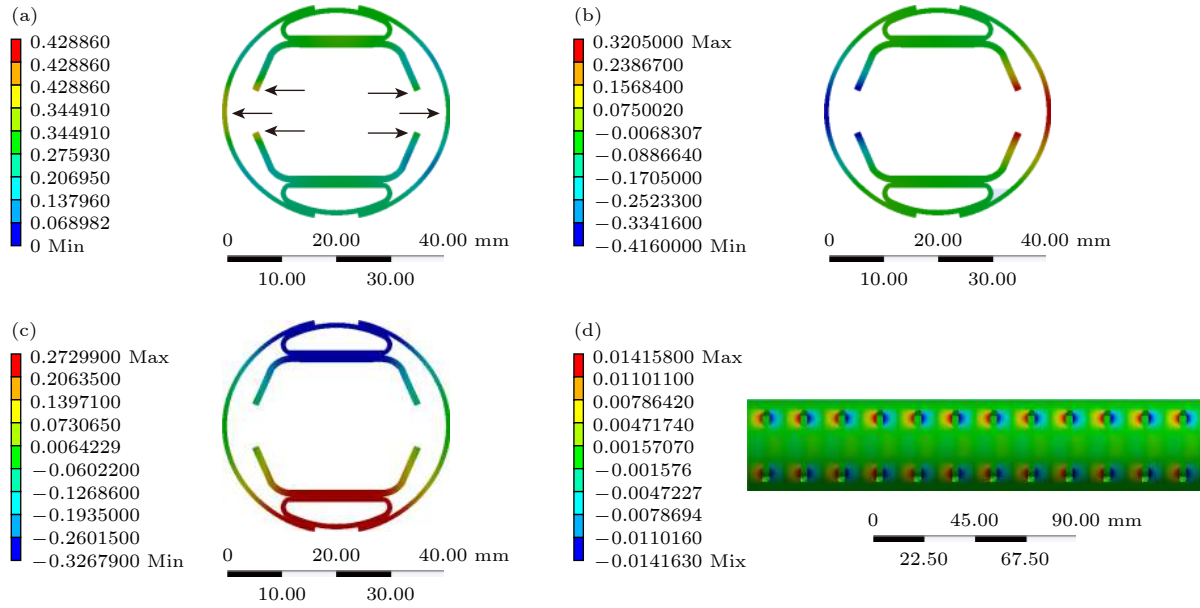 (a)
0.428860
0.428860
0.428860
0.344910
0.344910
0.275930
0.206950
0.137960
0.068982
0 Min
0 20.00 40.00 mm
10.00 30.00
(b)
0.3205000 Max
0.2386700
0.1568400
0.0750020
−0.0068307
−0.0886640
−0.1705000
−0.2523300
−0.3341600
−0.4160000 Min
0 20.00 40.00 mm
10.00 30.00
(c)
0.2729900 Max
0.2063500
0.1397100
0.0730650
0.0064229
−0.0602200
−0.1268600
−0.1935000
−0.2601500
−0.3267900 Min
0 20.00 40.00 mm
10.00 30.00
(d)
0.01415800 Max
0.01101100
0.00786420
0.00471740
0.00157070
−0.001576
−0.0047227
−0.0078694
−0.0110160
−0.0141630 Mix
0 45.00 90.00 mm
22.50 67.50